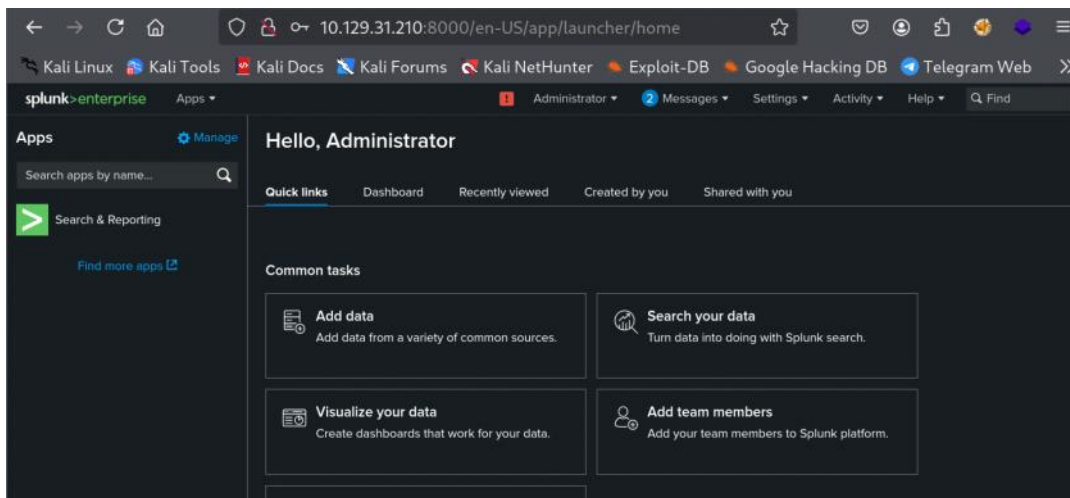 10.129.31.210:8000/en-US/app/launcher/home
Kali Linux Kali Tools Kali Docs Kali Forums Kali NetHunter Exploit-DB Google Hacking DB Telegram Web
splunk>enterprise Apps Administrator 2 Messages Settings Activity Help Find
Apps Manage
Search apps by name...
Search & Reporting
Find more apps
Hello, Administrator
Quick links Dashboard Recently viewed Created by you Shared with you
Common tasks
Add data
Add data from a variety of common sources.
Search your data
Turn data into doing with Splunk search.
Visualize your data
Create dashboards that work for your data.
Add team members
Add your team members to Splunk platform.